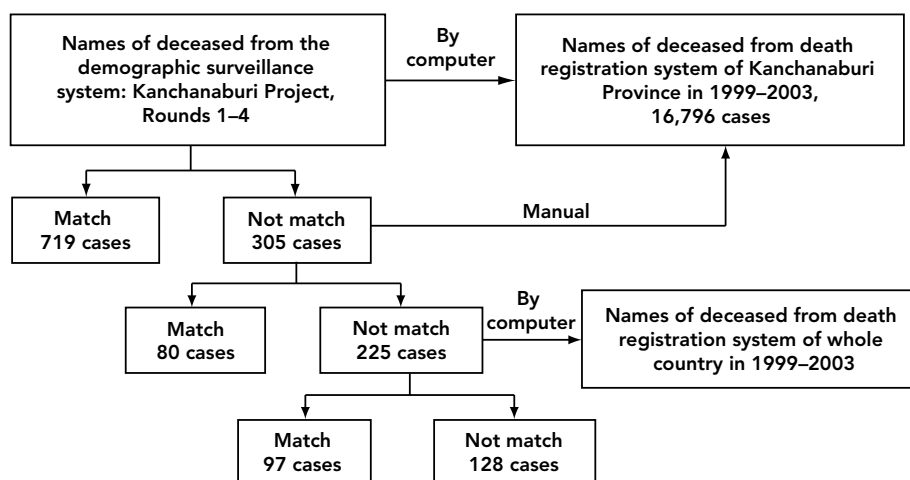 Names of deceased from the
demographic surveillance
system: Kanchanaburi Project,
Rounds 1–4
By
computer
Names of deceased from death
registration system of Kanchanaburi
Province in 1999–2003,
16,796 cases
Match
719 cases
Not match
305 cases
Manual
Match
80 cases
Not match
225 cases
By
computer
Names of deceased from death
registration system of whole
country in 1999–2003
Match
97 cases
Not match
128 cases